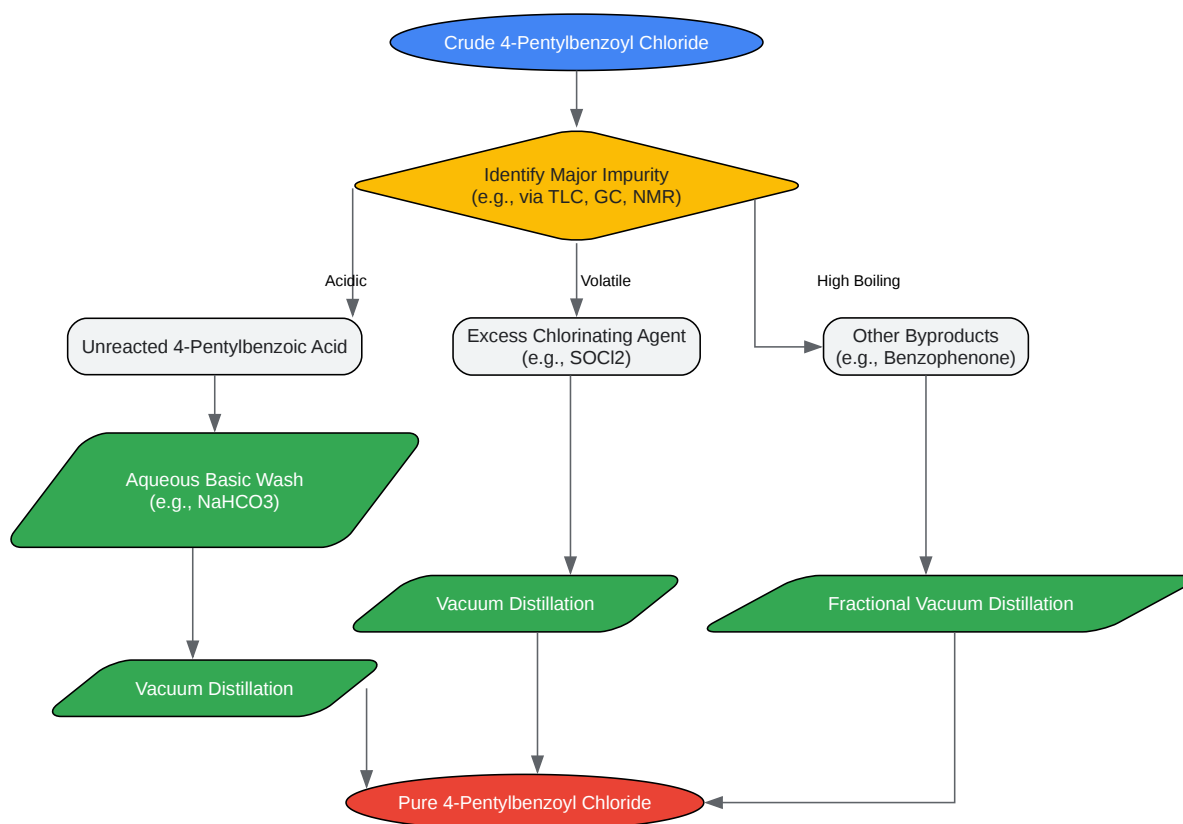 Crude 4-Pentylbenzoyl Chloride
Identify Major Impurity
(e.g., via TLC, GC, NMR)
Acidic
Volatile
High Boiling
Unreacted 4-Pentylbenzoic Acid
Excess Chlorinating Agent
(e.g., SOCl2)
Other Byproducts
(e.g., Benzophenone)
Aqueous Basic Wash
(e.g., NaHCO3)
Vacuum Distillation
Fractional Vacuum Distillation
Vacuum Distillation
Pure 4-Pentylbenzoyl Chloride